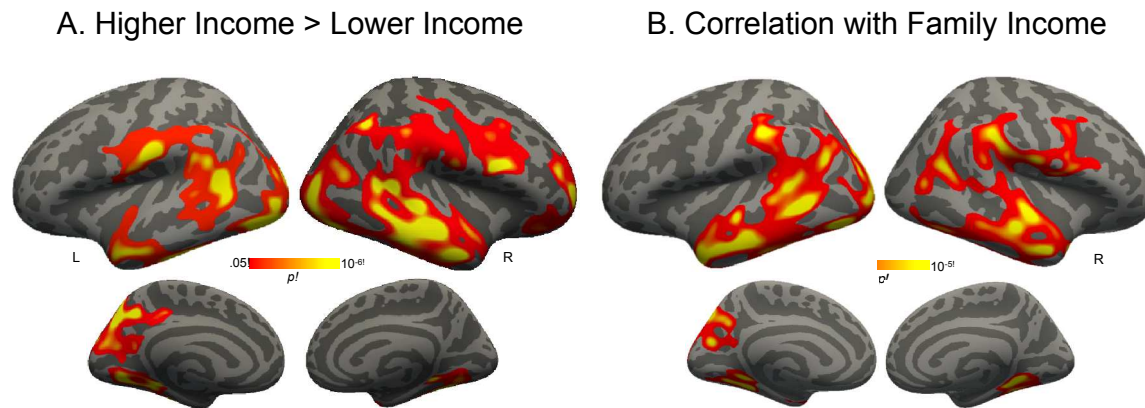 A. Higher Income > Lower Income
B. Correlation with Family Income
L
.05!
10-6!
p!
R
10-5!
R